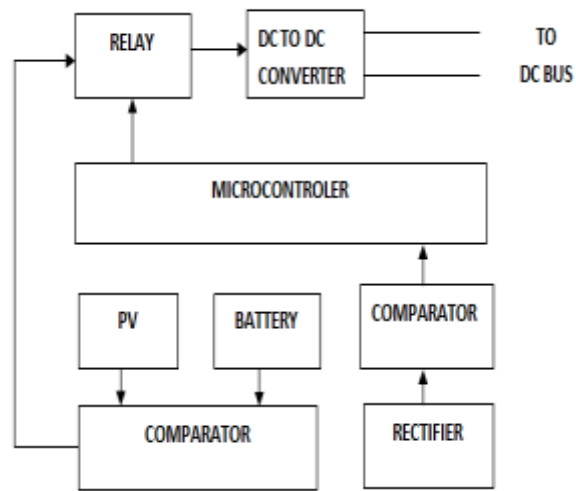 RELAY
DC TO DC
CONVERTER
TO
DC BUS
MICROCONTROLER
PV
BATTERY
COMPARATOR
COMPARATOR
RECTIFIER